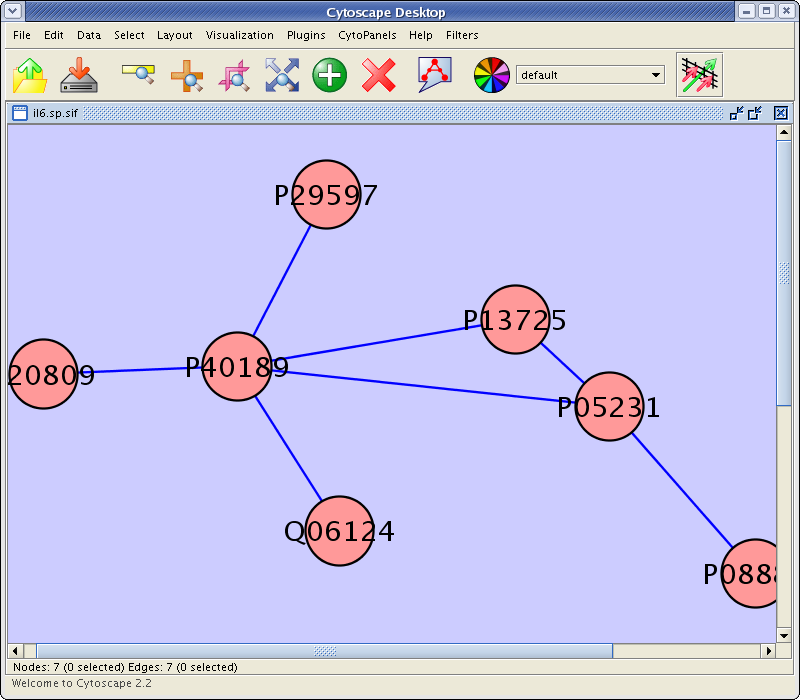 Cytoscape Desktop
File Edit Data Select Layout Visualization Plugins CytoPanels Help Filters
default
il6.sp.sif
P29597
P13725
P40189
20809
P05231
Q06124
P088
Nodes: 7 (0 selected) Edges: 7 (0 selected)
Welcome to Cytoscape 2.2